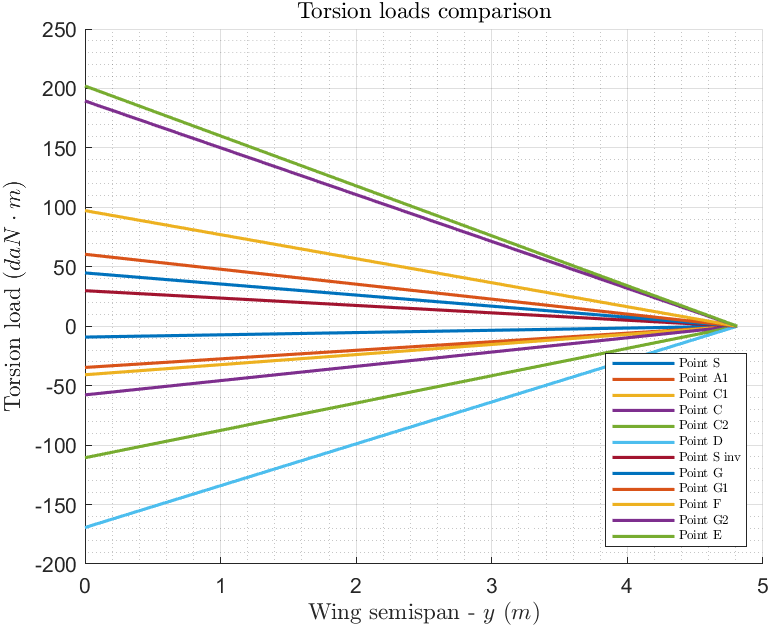 Torsion loads comparison
250
200
150
100
50
0
-50
-100
-150
-200
Torsion load (daN · m)
0 1 2 3 4 5
Wing semispan - y (m)
Point S
Point A1
Point C1
Point C
Point C2
Point D
Point S inv
Point G
Point G1
Point F
Point G2
Point E